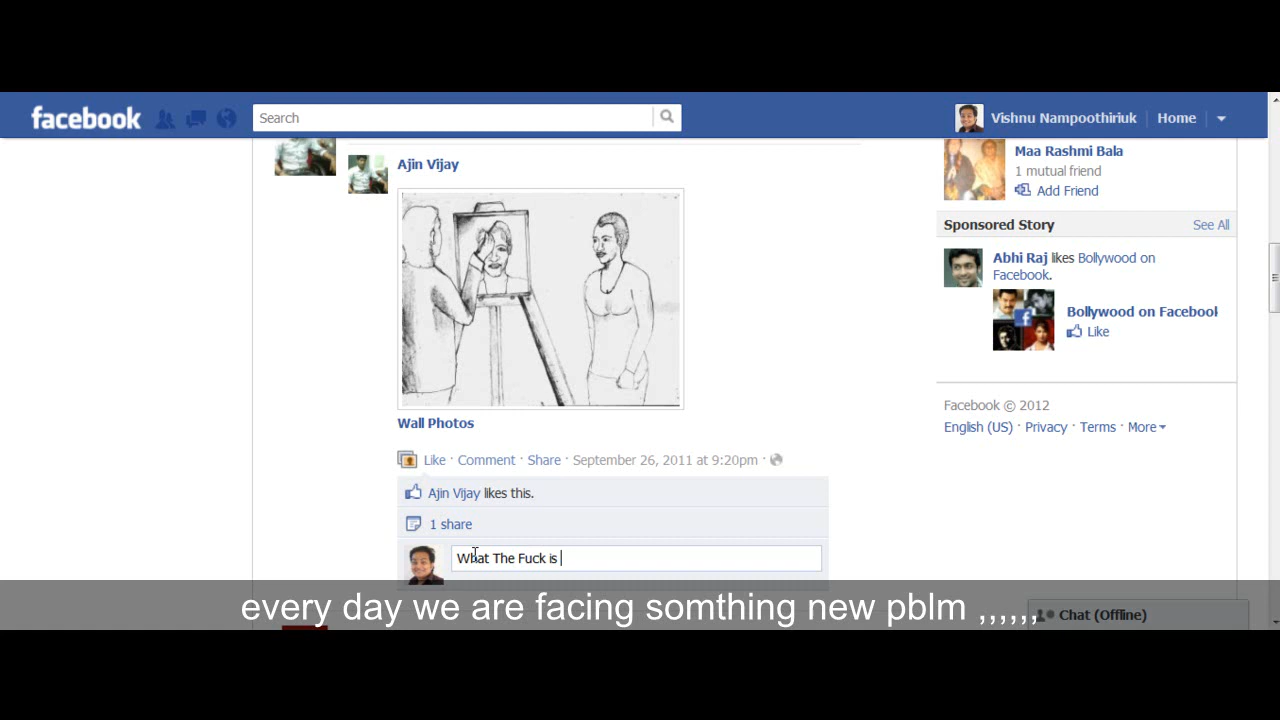 facebook
Search
Vishnu Nampoothiriuk
Home
Ajin Vijay
Wall Photos
Like · Comment · Share · September 26, 2011 at 9:20pm ·
Ajin Vijay likes this.
1 share
What The Fuck is
Maa Rashmi Bala
1 mutual friend
Add Friend
Sponsored Story
See All
Abhi Raj likes Bollywood on
Facebook.
Bollywood on Facebook
Like
Facebook © 2012
English (US) · Privacy · Terms · More
Chat (Offline)
every day we are facing somthing new pblm ,,,,,,